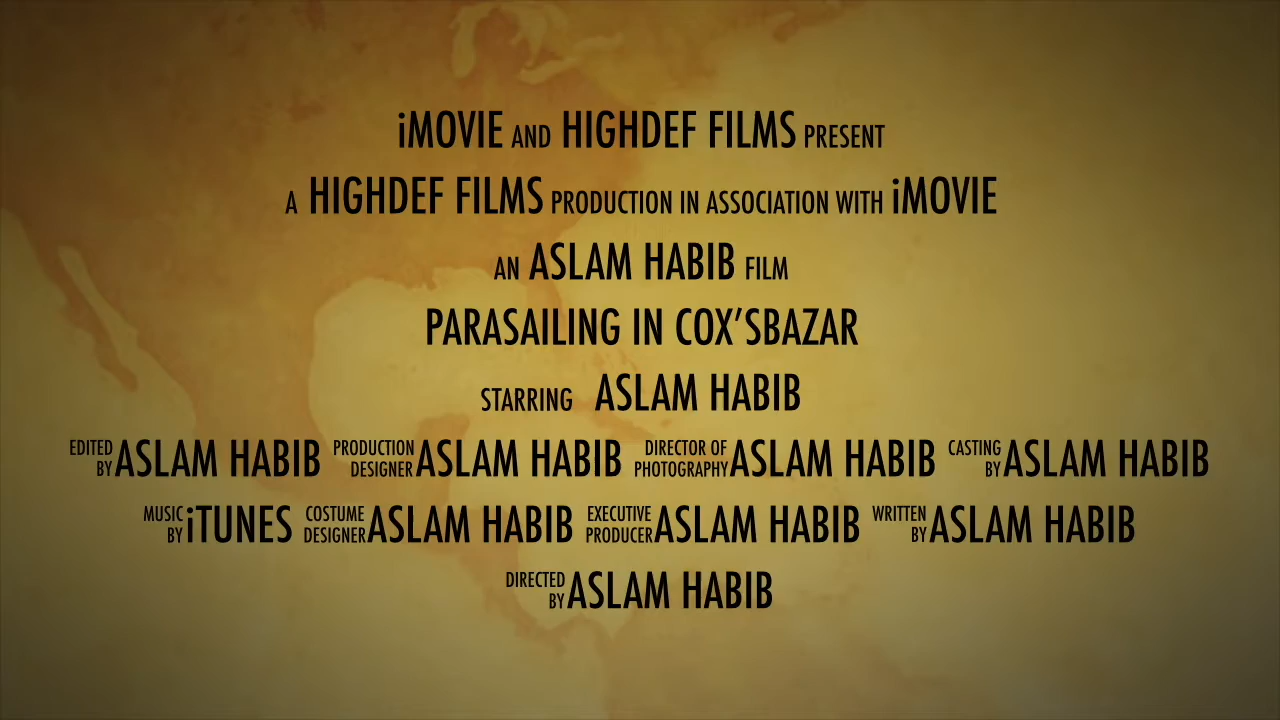 iMOVIE AND HIGHDEF FILMS PRESENT
A HIGHDEF FILMS PRODUCTION IN ASSOCIATION WITH iMOVIE
AN ASLAM HABIB FILM
PARASAILING IN COX’SBAZAR
STARRING ASLAM HABIB
EDITED BY ASLAM HABIB PRODUCTION DESIGNER ASLAM HABIB DIRECTOR OF PHOTOGRAPHY ASLAM HABIB CASTING BY ASLAM HABIB
MUSIC BY iTUNES COSTUME DESIGNER ASLAM HABIB EXECUTIVE PRODUCER ASLAM HABIB WRITTEN BY ASLAM HABIB
DIRECTED BY ASLAM HABIB